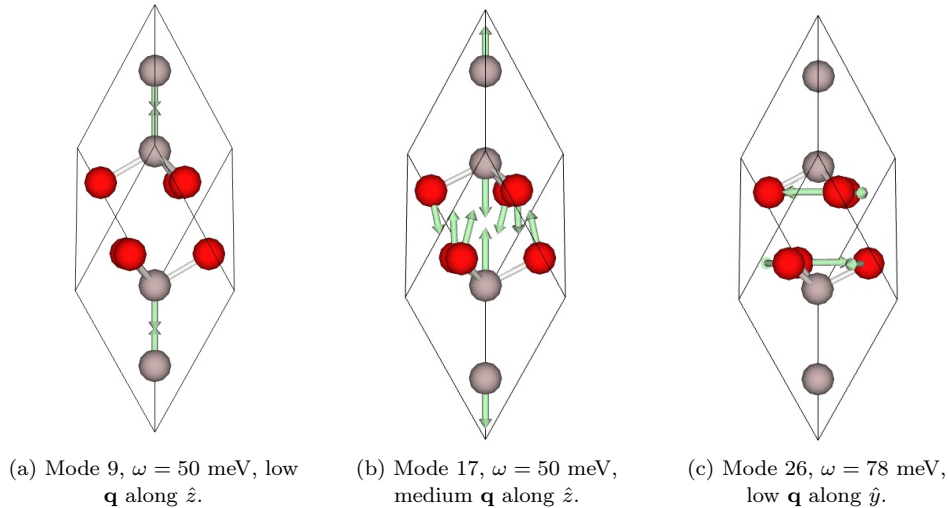 (a) Mode 9, ω = 50 meV, low
q along ẑ.
(b) Mode 17, ω = 50 meV,
medium q along ẑ.
(c) Mode 26, ω = 78 meV,
low q along ŷ.